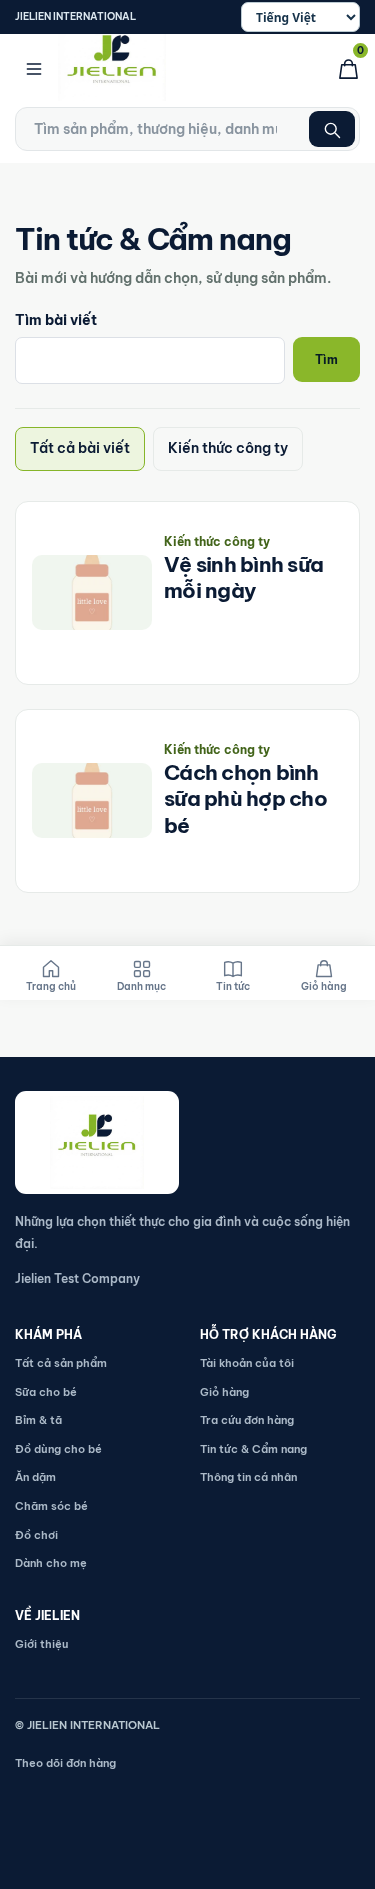 JIELIEN INTERNATIONAL
Tiếng Việt
JIELIEN
INTERNATIONAL
0
Tìm sản phẩm, thương hiệu, danh mụ
Tin tức & Cẩm nang
Bài mới và hướng dẫn chọn, sử dụng sản phẩm.
Tìm bài viết
Tìm
Tất cả bài viết
Kiến thức công ty
Kiến thức công ty
Vệ sinh bình sữa
mỗi ngày
little love
Kiến thức công ty
Cách chọn bình
sữa phù hợp cho
bé
little love
Trang chủ
Danh mục
Tin tức
Giỏ hàng
JIELIEN
INTERNATIONAL
Những lựa chọn thiết thực cho gia đình và cuộc sống hiện
đại.
Jielien Test Company
KHÁM PHÁ
Tất cả sản phẩm
Sữa cho bé
Bỉm & tã
Đồ dùng cho bé
Ăn dặm
Chăm sóc bé
Đồ chơi
Dành cho mẹ
HỖ TRỢ KHÁCH HÀNG
Tài khoản của tôi
Giỏ hàng
Tra cứu đơn hàng
Tin tức & Cẩm nang
Thông tin cá nhân
VỀ JIELIEN
Giới thiệu
© JIELIEN INTERNATIONAL
Theo dõi đơn hàng